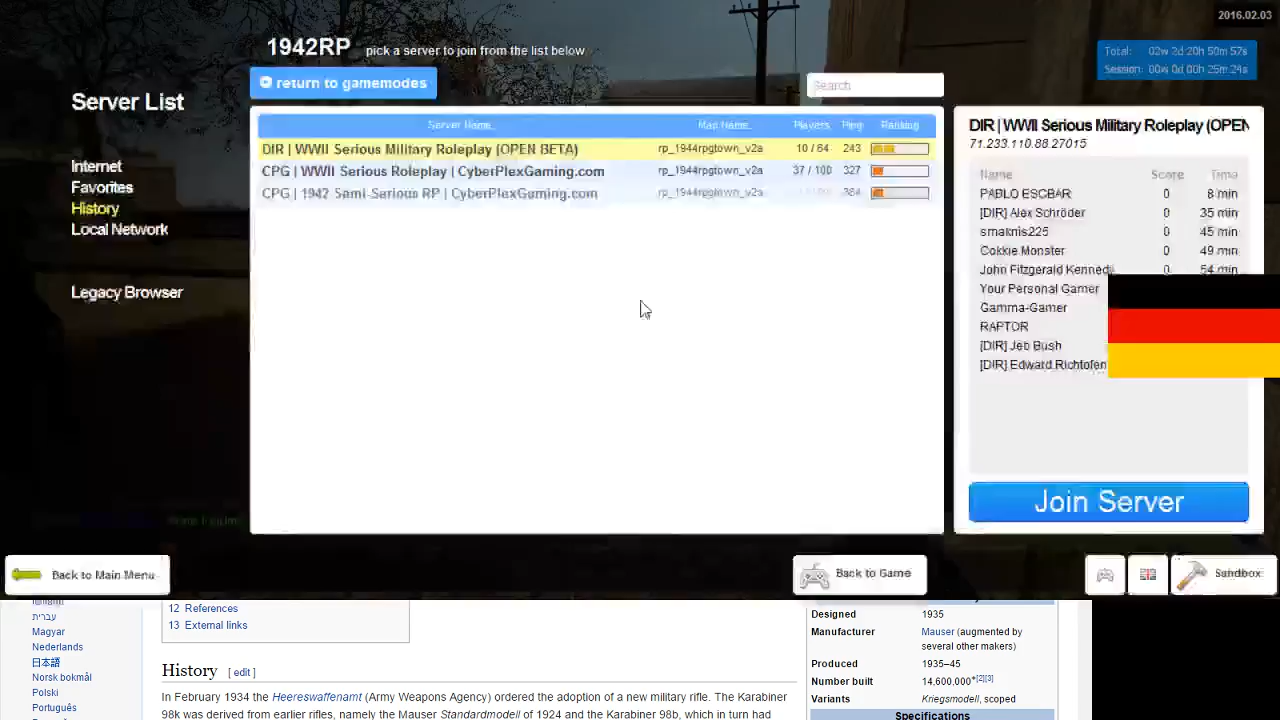 2016.02.03
1942RP pick a server to join from the list below
Total: 02w 2d 20h 50m 57s
Session: 00w 0d 00h 25m 24s
return to gamemodes
Search
Server List
Internet
Favorites
History
Local Network
Legacy Browser
Server Name Map Name Players Ping Ranking
DIR | WWII Serious Military Roleplay (OPEN BETA) rp_1944rpgtown_v2a 10 / 64 243
CPG | WWII Serious Roleplay | CyberPlexGaming.com rp_1944rpgtown_v2a 37 / 100 327
CPG | 1942 Semi-Serious RP | CyberPlexGaming.com rp_1944rpgtown_v2a 364
DIR | WWII Serious Military Roleplay (OPEN
71.233.110.88:27015
Name Score Time
PABLO ESCBAR 0 8 min
[DIR] Alex Schröder 0 35 min
smakris225 0 45 min
Cokkie Monster 0 49 min
John Fitzgerald Kennedy 0 54 min
Your Personal Gamer
Gamma-Gamer
RAPTOR
[DIR] Jeb Bush
[DIR] Edward Richtofen
Join Server
Back to Main Menu
Back to Game
Sandbox
עברית
Magyar
Nederlands
日本語
Norsk bokmål
Polski
Português
12 References
13 External links
History [ edit ]
In February 1934 the Heereswaffenamt (Army Weapons Agency) ordered the adoption of a new military rifle. The Karabiner
98k was derived from earlier rifles, namely the Mauser Standardmodell of 1924 and the Karabiner 98b, which in turn had
Designed 1935
Manufacturer Mauser (augmented by
several other makers)
Produced 1935–45
Number built 14,600,000+[2][3]
Variants Kriegsmodell, scoped
Specifications